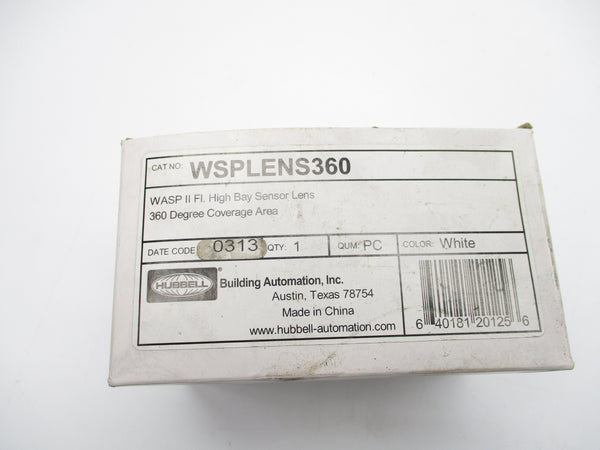 CAT NO: WSPLENS360
WASP II Fl. High Bay Sensor Lens
360 Degree Coverage Area
DATE CODE 0313 QTY: 1 QUM: PC COLOR: White
HUBBELL
Building Automation, Inc.
Austin, Texas 78754
Made in China
www.hubbell-automation.com
6 40181 20125 6